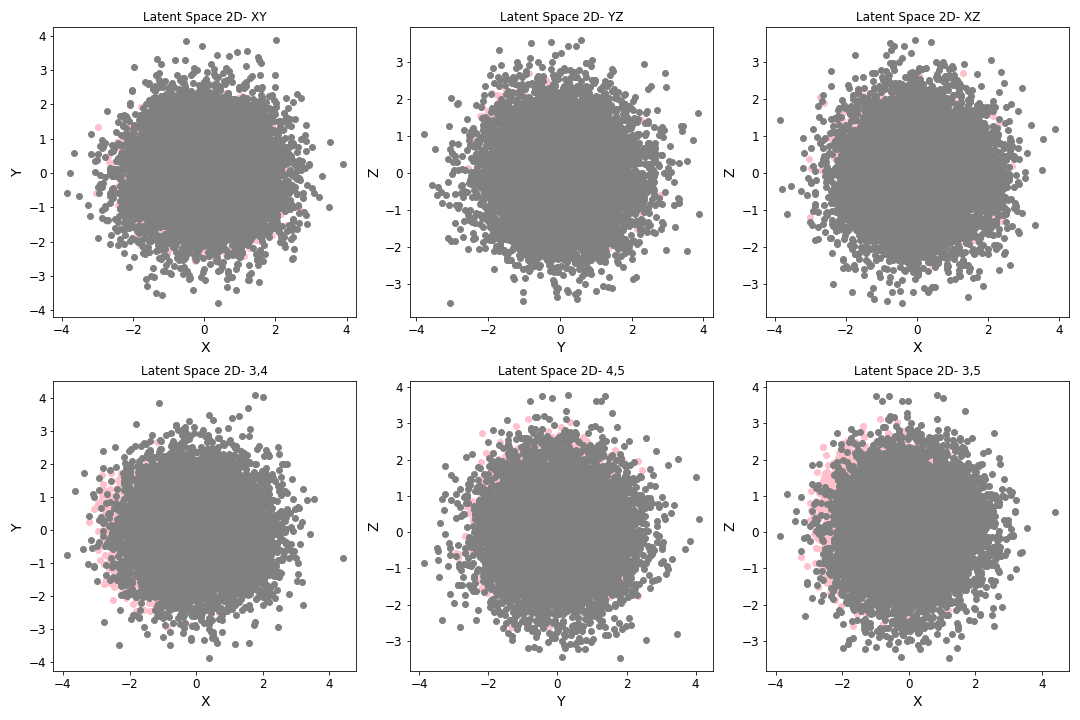 Latent Space 2D- XY
Latent Space 2D- YZ
Latent Space 2D- XZ
4
3
2
1
0
−1
−2
−3
−4
Y
−4 −2 0 2 4
X
3
2
1
0
−1
−2
−3
Z
−4 −2 0 2 4
Y
3
2
1
0
−1
−2
−3
Z
−4 −2 0 2 4
X
Latent Space 2D- 3,4
Latent Space 2D- 4,5
Latent Space 2D- 3,5
4
3
2
1
0
−1
−2
−3
−4
Y
−4 −2 0 2 4
X
4
3
2
1
0
−1
−2
−3
Z
−4 −2 0 2 4
Y
4
3
2
1
0
−1
−2
−3
Z
−4 −2 0 2 4
X